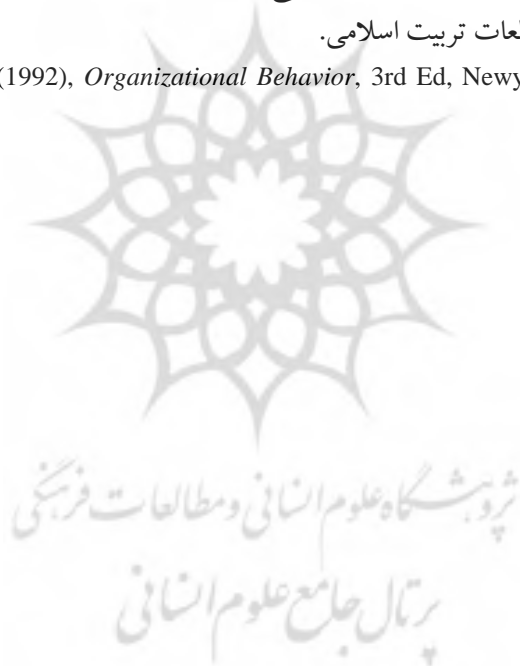 لعات تربیت اسلامی.
(1992), Organizational Behavior, 3rd Ed, Newy
پژوهشگاه علوم انسانی و مطالعات فرهنگی
پرتال جامع علوم انسانی